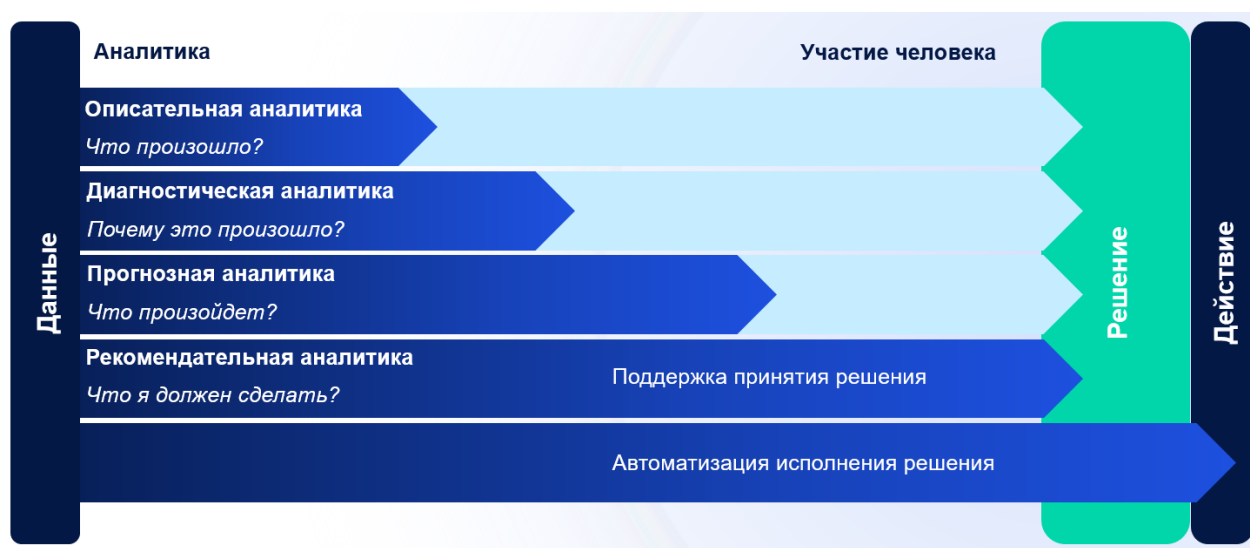 Аналитика
Участие человека
Данные
Описательная аналитика
Что произошло?
Диагностическая аналитика
Почему это произошло?
Прогнозная аналитика
Что произойдет?
Рекомендательная аналитика
Что я должен сделать?
Поддержка принятия решения
Автоматизация исполнения решения
Решение
Действие